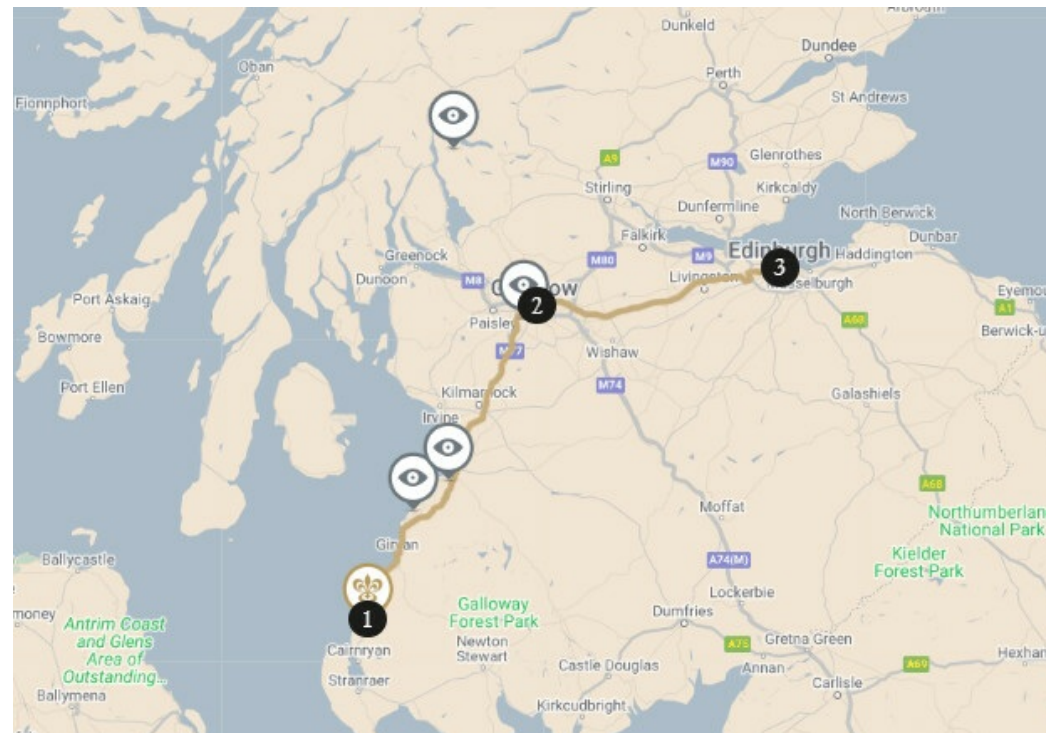 Dunkeld
Dundee
Oban
Perth
Fionnphort
St Andrews
A9
M90
Glenrothes
Stirling
Kirkcaldy
Dunfermline
North Berwick
Falkirk
Edinburgh
Dunbar
Greenock
M80
M9
Haddington
Dunoon
M8
Livingston
3
Port Askaig
2
Paisley
A68
A1
Bowmore
Wishaw
Port Ellen
M74
Galashiels
Irvine
A68
Moffat
Northumberlan
National Park
Girvan
Ballycastle
A74(M)
Kielder
Forest Park
Lockerbie
money
Antrim Coast
and Glens
Area of
Outstanding...
1
Galloway
Forest Park
Dumfries
Cairnryan
Newton
Stewart
A75
Gretna Green
Hexhan
Stranraer
Castle Douglas
Annan
A69
Ballymena
Carlisle
Kirkcudbright